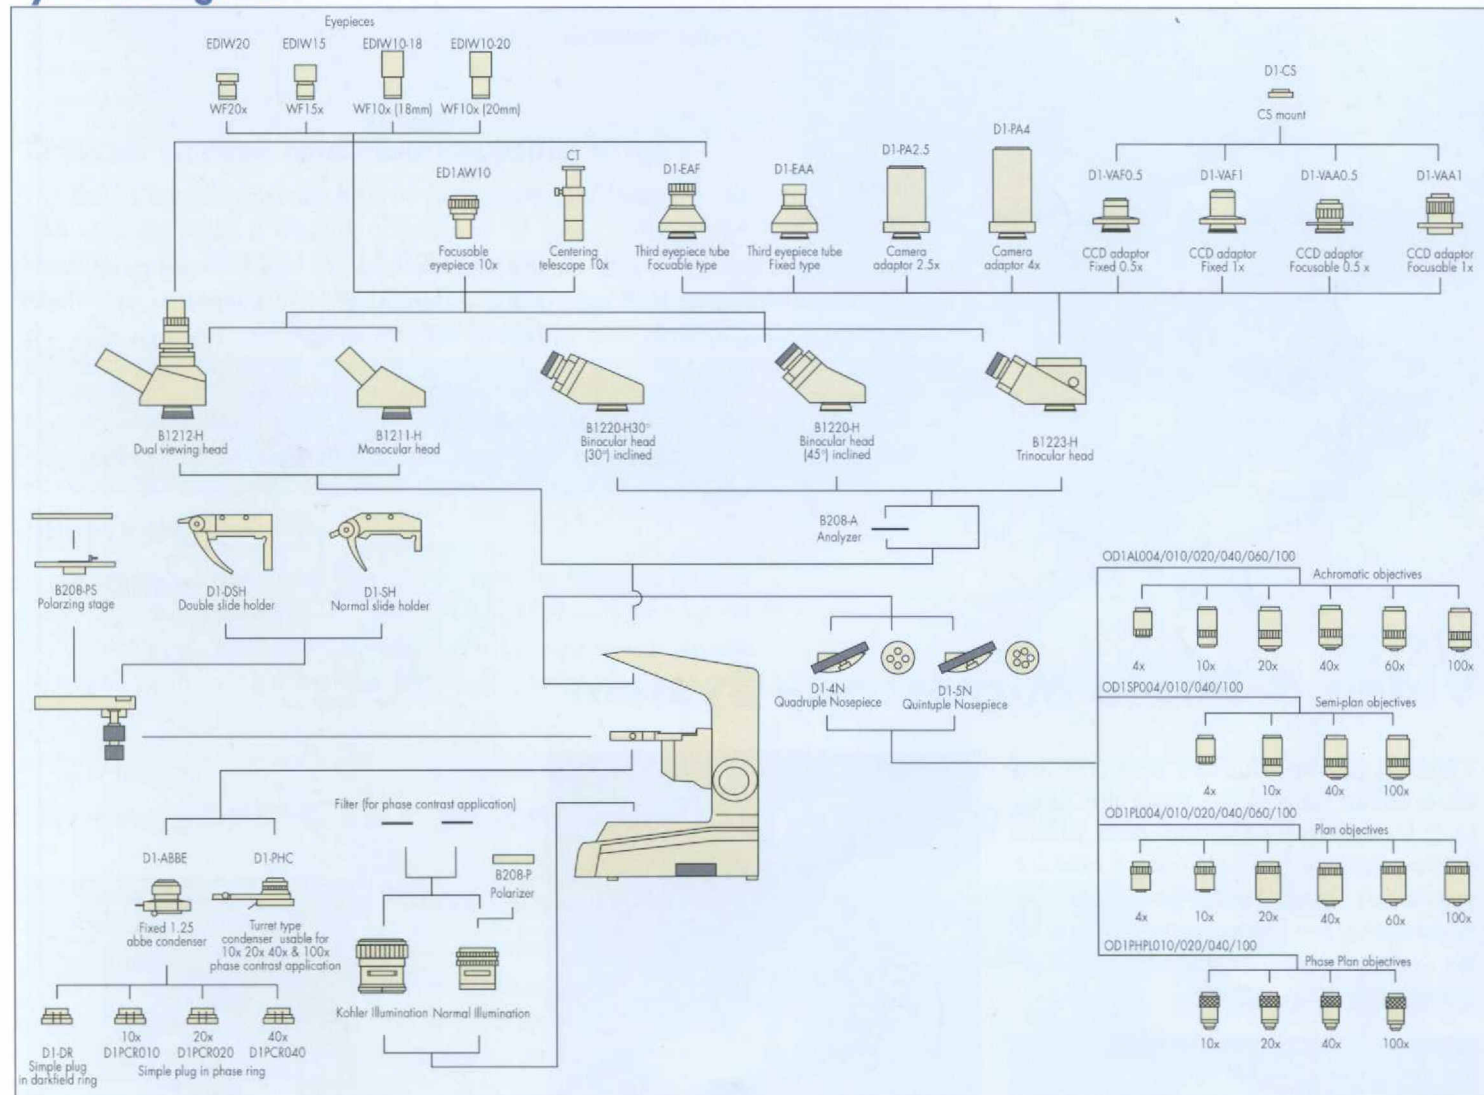 Eyepieces
EDIW20
EDIW15
EDIW10-18
EDIW10-20
WF20x
WF15x
WF10x (18mm)
WF10x (20mm)
D1-CS
CS mount
ED1AW10
CT
D1-EAF
D1-EAA
D1-PA2.5
D1-PA4
D1-VAF0.5
D1-VAF1
D1-VAA0.5
D1-VAA1
Focusable
eyepiece 10x
Centering
telescope 10x
Third eyepiece tube
Focuable type
Third eyepiece tube
Fixed type
Camera
adaptor 2.5x
Camera
adaptor 4x
CCD adaptor
Fixed 0.5x
CCD adaptor
Fixed 1x
CCD adaptor
Focusable 0.5 x
CCD adaptor
Focusable 1x
B1212-H
Dual viewing head
B1211-H
Monocular head
B1220-H30°
Binocular head
(30°) inclined
B1220-H
Binocular head
(45°) inclined
B1223-H
Trinocular head
B208-A
Analyzer
B208-PS
Polarzing stage
D1-DSH
Double slide holder
D1-SH
Normal slide holder
OD1AL004/010/020/040/060/100
Achromatic objectives
4x
10x
20x
40x
60x
100x
D1-4N
Quadruple Nosepiece
D1-5N
Quintuple Nosepiece
OD1SP004/010/040/100
Semi-plan objectives
4x
10x
40x
100x
OD1PL004/010/020/040/060/100
Plan objectives
4x
10x
20x
40x
60x
100x
OD1PHPL010/020/040/100
Phase Plan objectives
10x
20x
40x
100x
Filter (for phase contrast application)
D1-ABBE
D1-PHC
B208-P
Polarizer
Fixed 1.25
abbe condenser
Turret type
condenser usable for
10x 20x 40x & 100x
phase contrast application
Kohler Illumination
Normal Illumination
D1-DR
Simple plug
in darkfield ring
10x
D1PCR010
20x
D1PCR020
40x
D1PCR040
Simple plug in phase ring